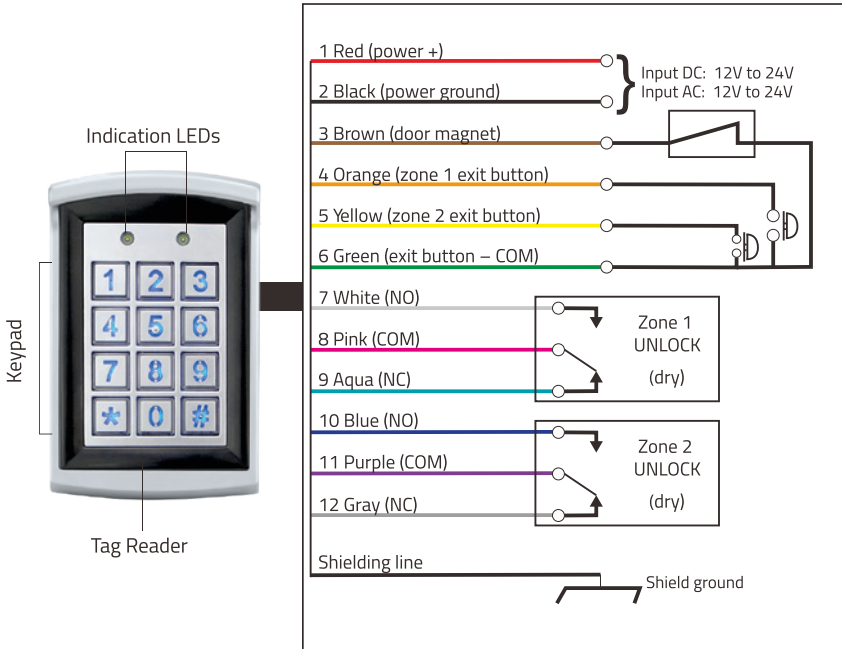 1 Red (power +)
Input DC: 12V to 24V
Input AC: 12V to 24V
2 Black (power ground)
3 Brown (door magnet)
4 Orange (zone 1 exit button)
5 Yellow (zone 2 exit button)
6 Green (exit button – COM)
7 White (NO)
8 Pink (COM)
9 Aqua (NC)
Zone 1
UNLOCK
(dry)
10 Blue (NO)
11 Purple (COM)
12 Gray (NC)
Zone 2
UNLOCK
(dry)
Shielding line
Shield ground
Indication LEDs
Keypad
1 2 3
4 5 6
7 8 9
* 0 #
Tag Reader